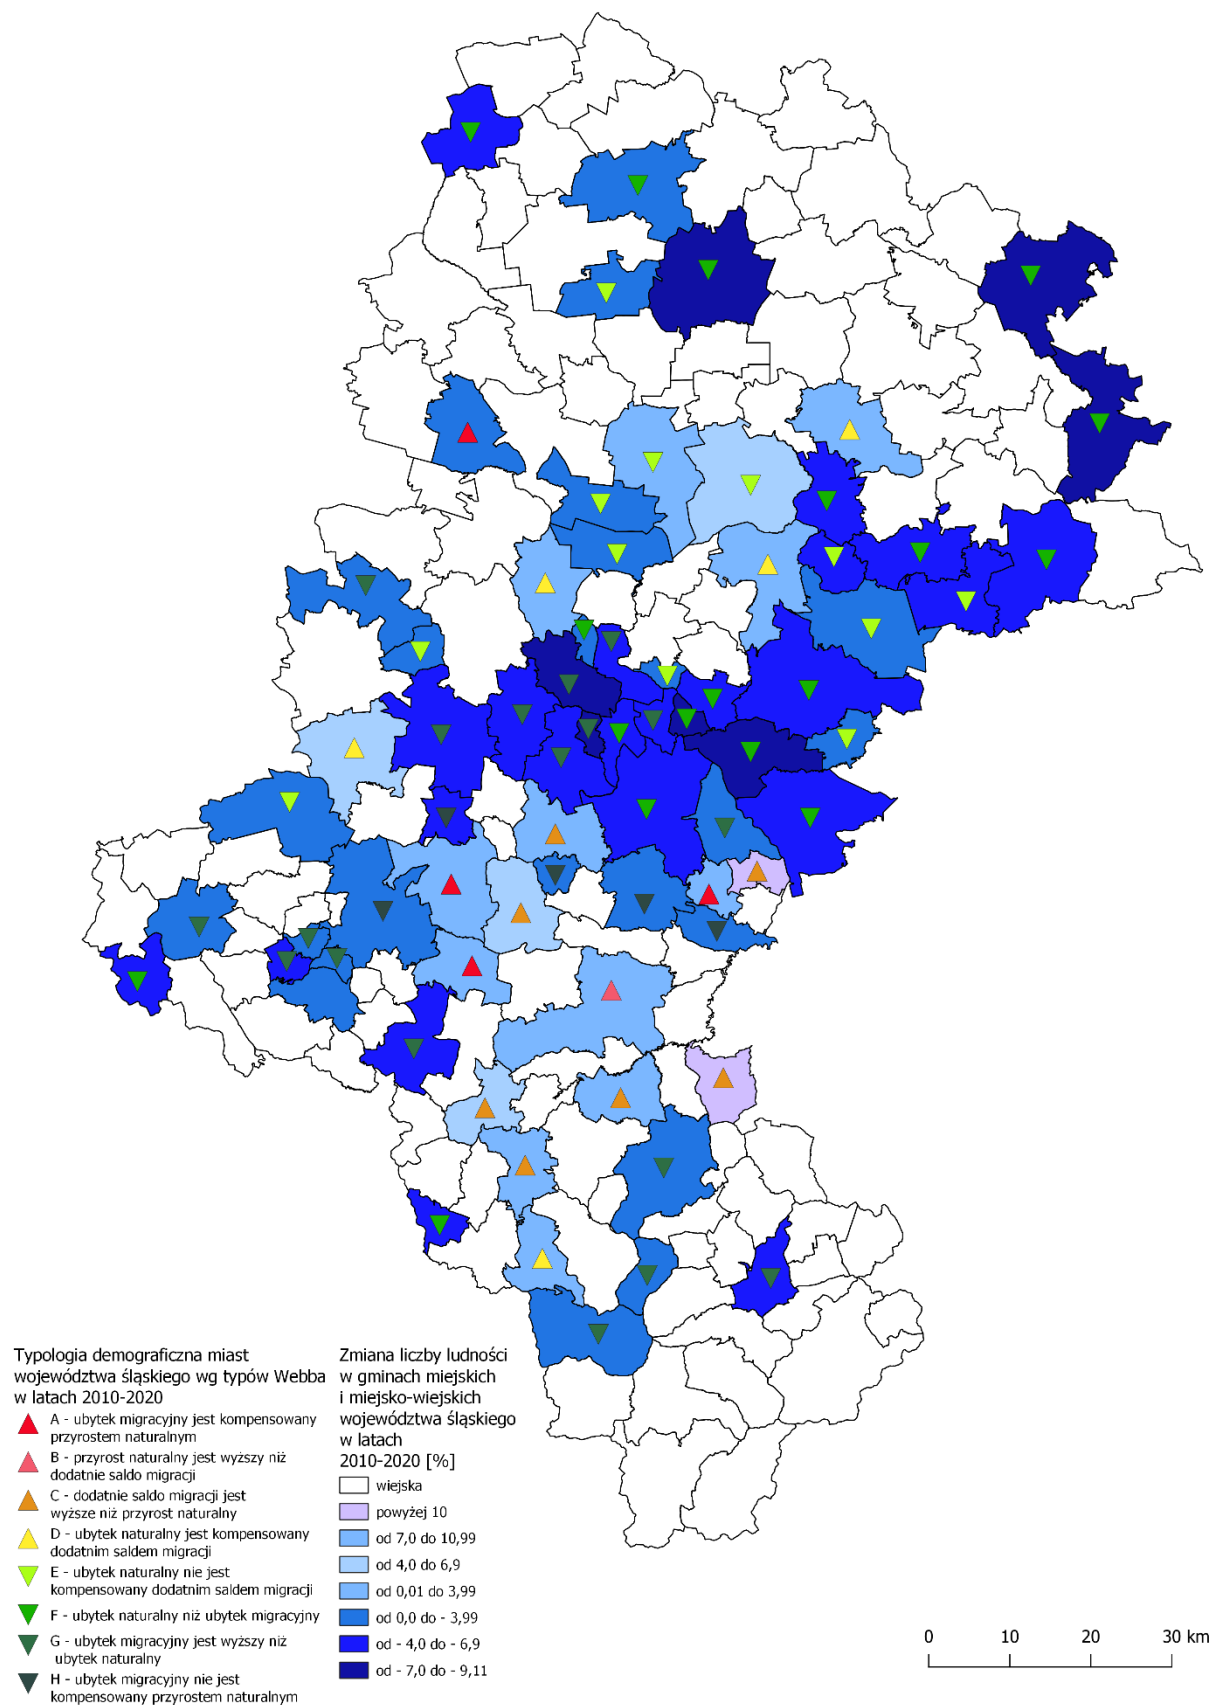 Typologia demograficzna miast
województwa śląskiego wg typów Webba
w latach 2010-2020
A - ubytek migracyjny jest kompensowany
przyrostem naturalnym
B - przyrost naturalny jest wyższy niż
dodatnie saldo migracji
C - dodatnie saldo migracji jest
wyższe niż przyrost naturalny
D - ubytek naturalny jest kompensowany
dodatnim saldem migracji
E - ubytek naturalny nie jest
kompensowany dodatnim saldem migracji
F - ubytek naturalny niż ubytek migracyjny
G - ubytek migracyjny jest wyższy niż
ubytek naturalny
H - ubytek migracyjny nie jest
kompensowany przyrostem naturalnym
Zmiana liczby ludności
w gminach miejskich
i miejsko-wiejskich
województwa śląskiego
w latach
2010-2020 [%]
wiejska
powyżej 10
od 7,0 do 10,99
od 4,0 do 6,9
od 0,01 do 3,99
od 0,0 do - 3,99
od - 4,0 do - 6,9
od - 7,0 do - 9,11
0 10 20 30 km